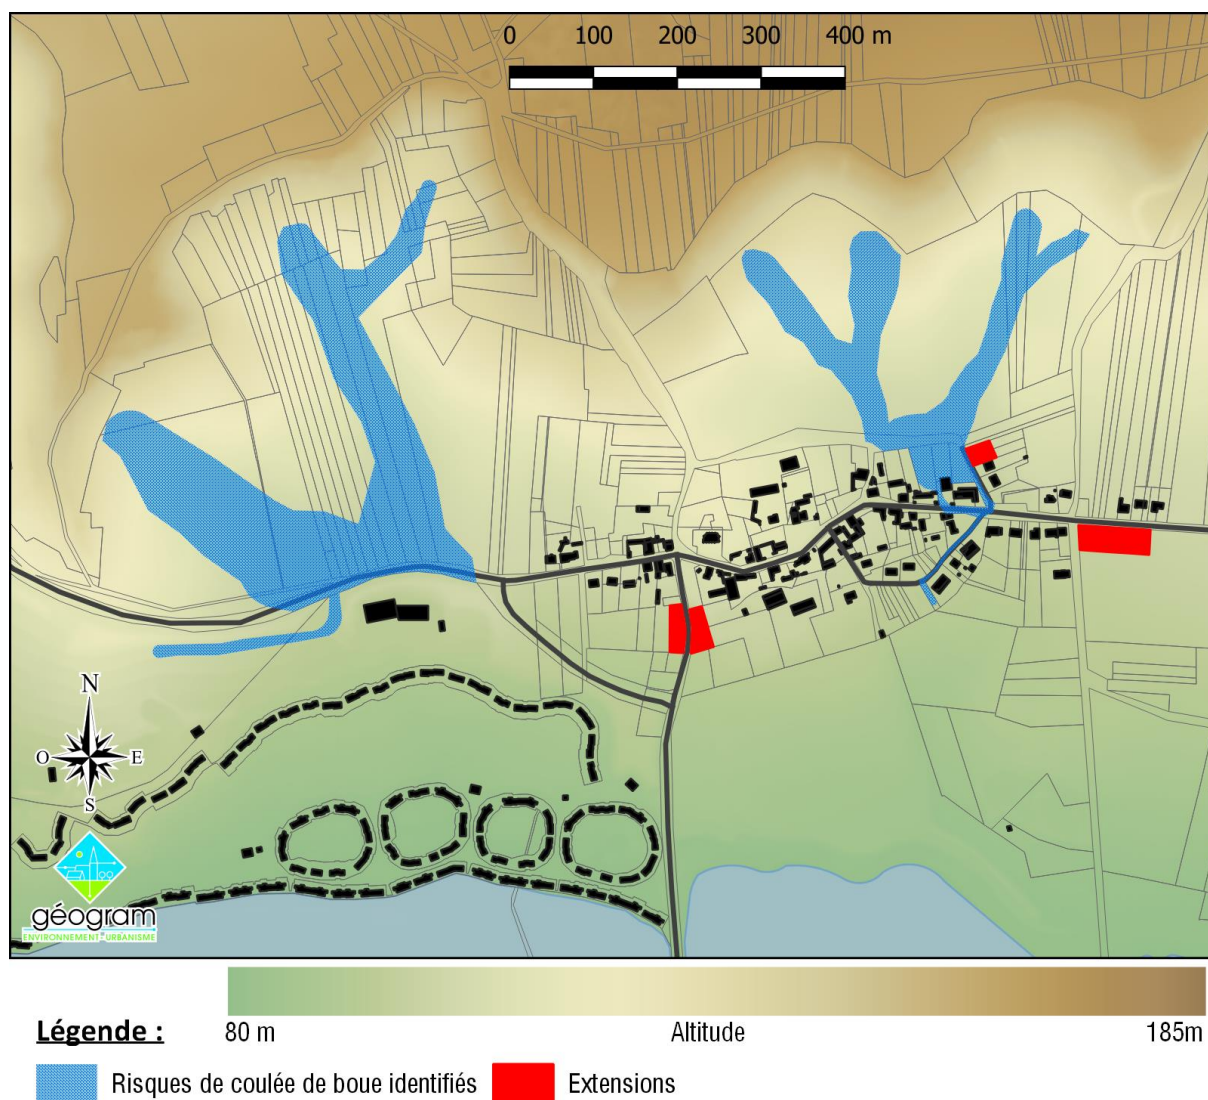 0 100 200 300 400 m
N
O E
S
géogram
ENVIRONNEMENT - URBANISME
Légende :
80 m Altitude 185m
Risques de coulée de boue identifiés Extensions